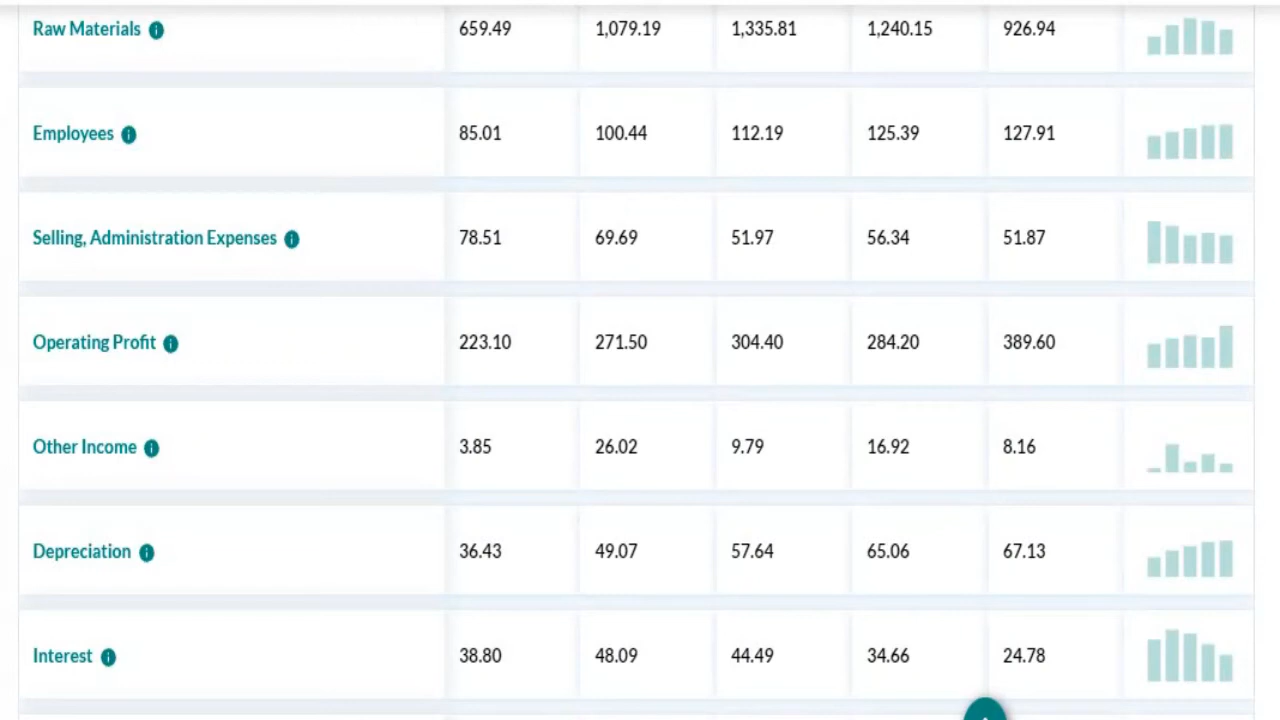 Raw Materials 659.49 1,079.19 1,335.81 1,240.15 926.94
Employees 85.01 100.44 112.19 125.39 127.91
Selling, Administration Expenses 78.51 69.69 51.97 56.34 51.87
Operating Profit 223.10 271.50 304.40 284.20 389.60
Other Income 3.85 26.02 9.79 16.92 8.16
Depreciation 36.43 49.07 57.64 65.06 67.13
Interest 38.80 48.09 44.49 34.66 24.78